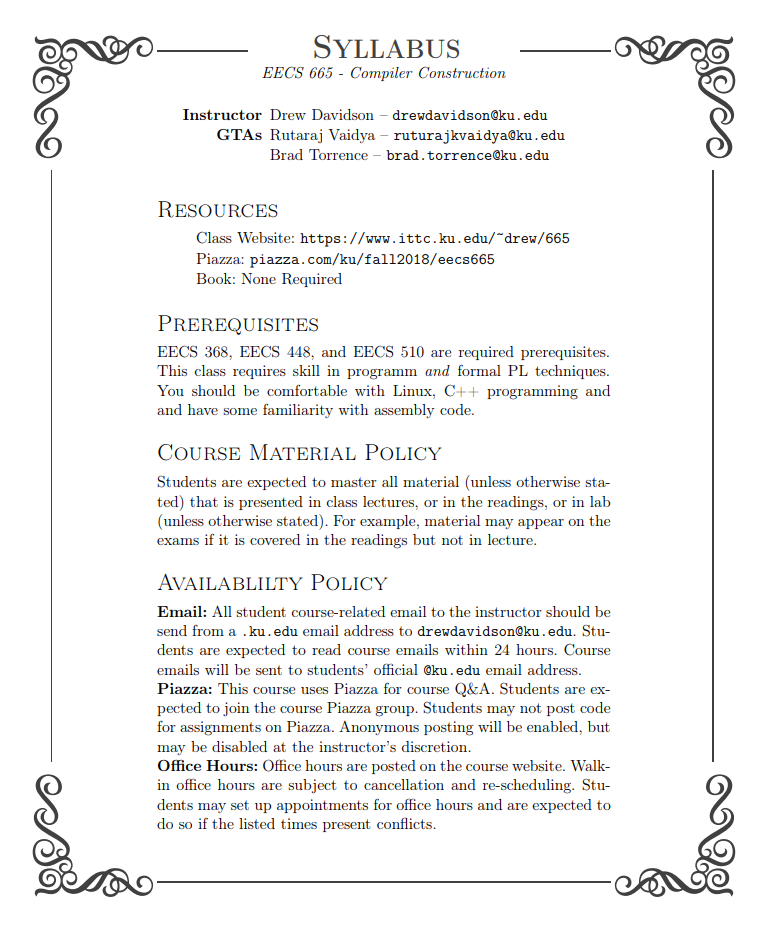 Syllabus
EECS 665 - Compiler Construction
Instructor Drew Davidson – drewdavidson@ku.edu
GTAs Rutaraj Vaidya – ruturajkvaidya@ku.edu
Brad Torrence – brad.torrence@ku.edu
Resources
Class Website: https://www.ittc.ku.edu/~drew/665
Piazza: piazza.com/ku/fall2018/eecs665
Book: None Required
Prerequisites
EECS 368, EECS 448, and EECS 510 are required prerequisites.
This class requires skill in programm and formal PL techniques.
You should be comfortable with Linux, C++ programming and
and have some familiarity with assembly code.
Course Material Policy
Students are expected to master all material (unless otherwise sta-
ted) that is presented in class lectures, or in the readings, or in lab
(unless otherwise stated). For example, material may appear on the
exams if it is covered in the readings but not in lecture.
Availablilty Policy
Email: All student course-related email to the instructor should be
send from a .ku.edu email address to drewdavidson@ku.edu. Stu-
dents are expected to read course emails within 24 hours. Course
emails will be sent to students' official @ku.edu email address.
Piazza: This course uses Piazza for course Q&A. Students are ex-
pected to join the course Piazza group. Students may not post code
for assignments on Piazza. Anonymous posting will be enabled, but
may be disabled at the instructor's discretion.
Office Hours: Office hours are posted on the course website. Walk-
in office hours are subject to cancellation and re-scheduling. Stu-
dents may set up appointments for office hours and are expected to
do so if the listed times present conflicts.